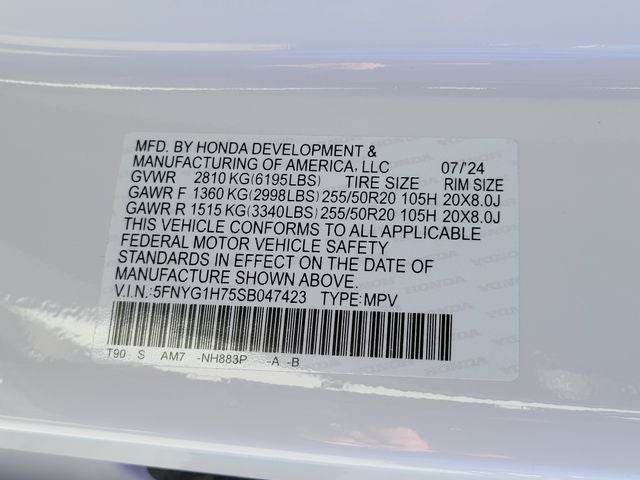 MFD. BY HONDA DEVELOPMENT &
MANUFACTURING OF AMERICA, LLC 07/'24
GVWR 2810 KG(6195LBS) TIRE SIZE RIM SIZE
GAWR F 1360 KG(2998LBS) 255/50R20 105H 20X8.0J
GAWR R 1515 KG(3340LBS) 255/50R20 105H 20X8.0J
THIS VEHICLE CONFORMS TO ALL APPLICABLE
FEDERAL MOTOR VEHICLE SAFETY
STANDARDS IN EFFECT ON THE DATE OF
MANUFACTURE SHOWN ABOVE.
V.I.N.:5FNYG1H75SB047423 TYPE:MPV
T90 S AM7 -NH883P -A -B